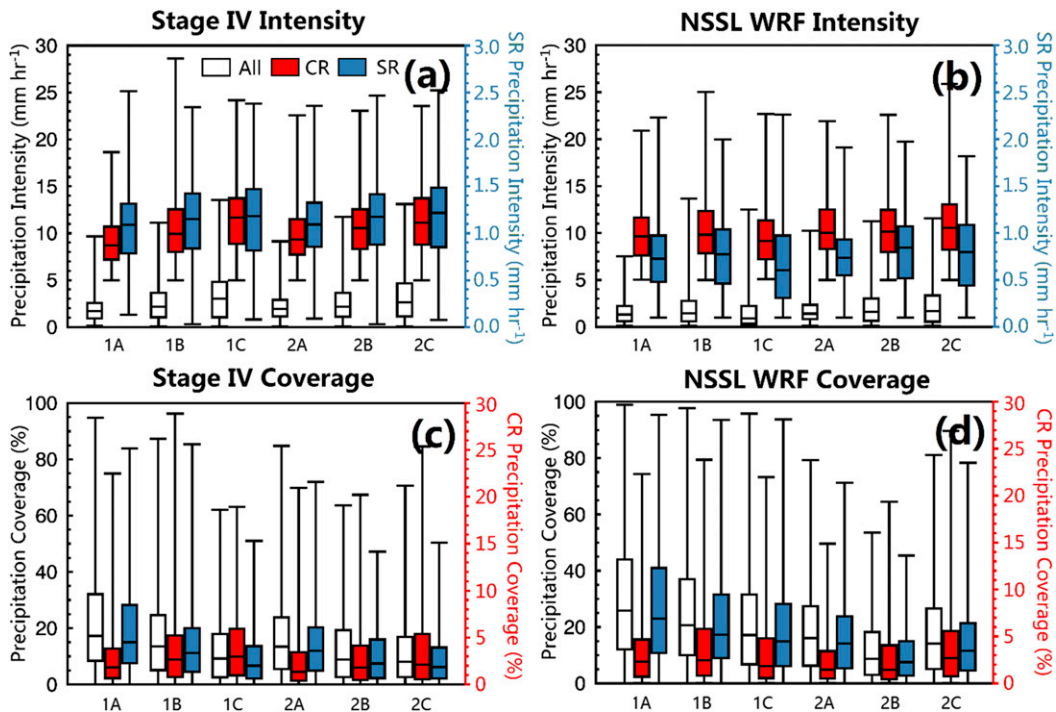 Stage IV Intensity
NSSL WRF Intensity
Precipitation Intensity (mm hr⁻¹)
30
25
20
15
10
5
0
All
CR
SR
(a)
3.0
2.5
2.0
1.5
1.0
0.5
0.0
SR Precipitation Intensity (mm hr⁻¹)
1A 1B 1C 2A 2B 2C
Precipitation Intensity (mm hr⁻¹)
30
25
20
15
10
5
0
(b)
3.0
2.5
2.0
1.5
1.0
0.5
0.0
SR Precipitation Intensity (mm hr⁻¹)
1A 1B 1C 2A 2B 2C
Stage IV Coverage
NSSL WRF Coverage
Precipitation Coverage (%)
100
80
60
40
20
0
(c)
30
25
20
15
10
5
0
CR Precipitation Coverage (%)
1A 1B 1C 2A 2B 2C
Precipitation Coverage (%)
100
80
60
40
20
0
(d)
30
25
20
15
10
5
0
CR Precipitation Coverage (%)
1A 1B 1C 2A 2B 2C